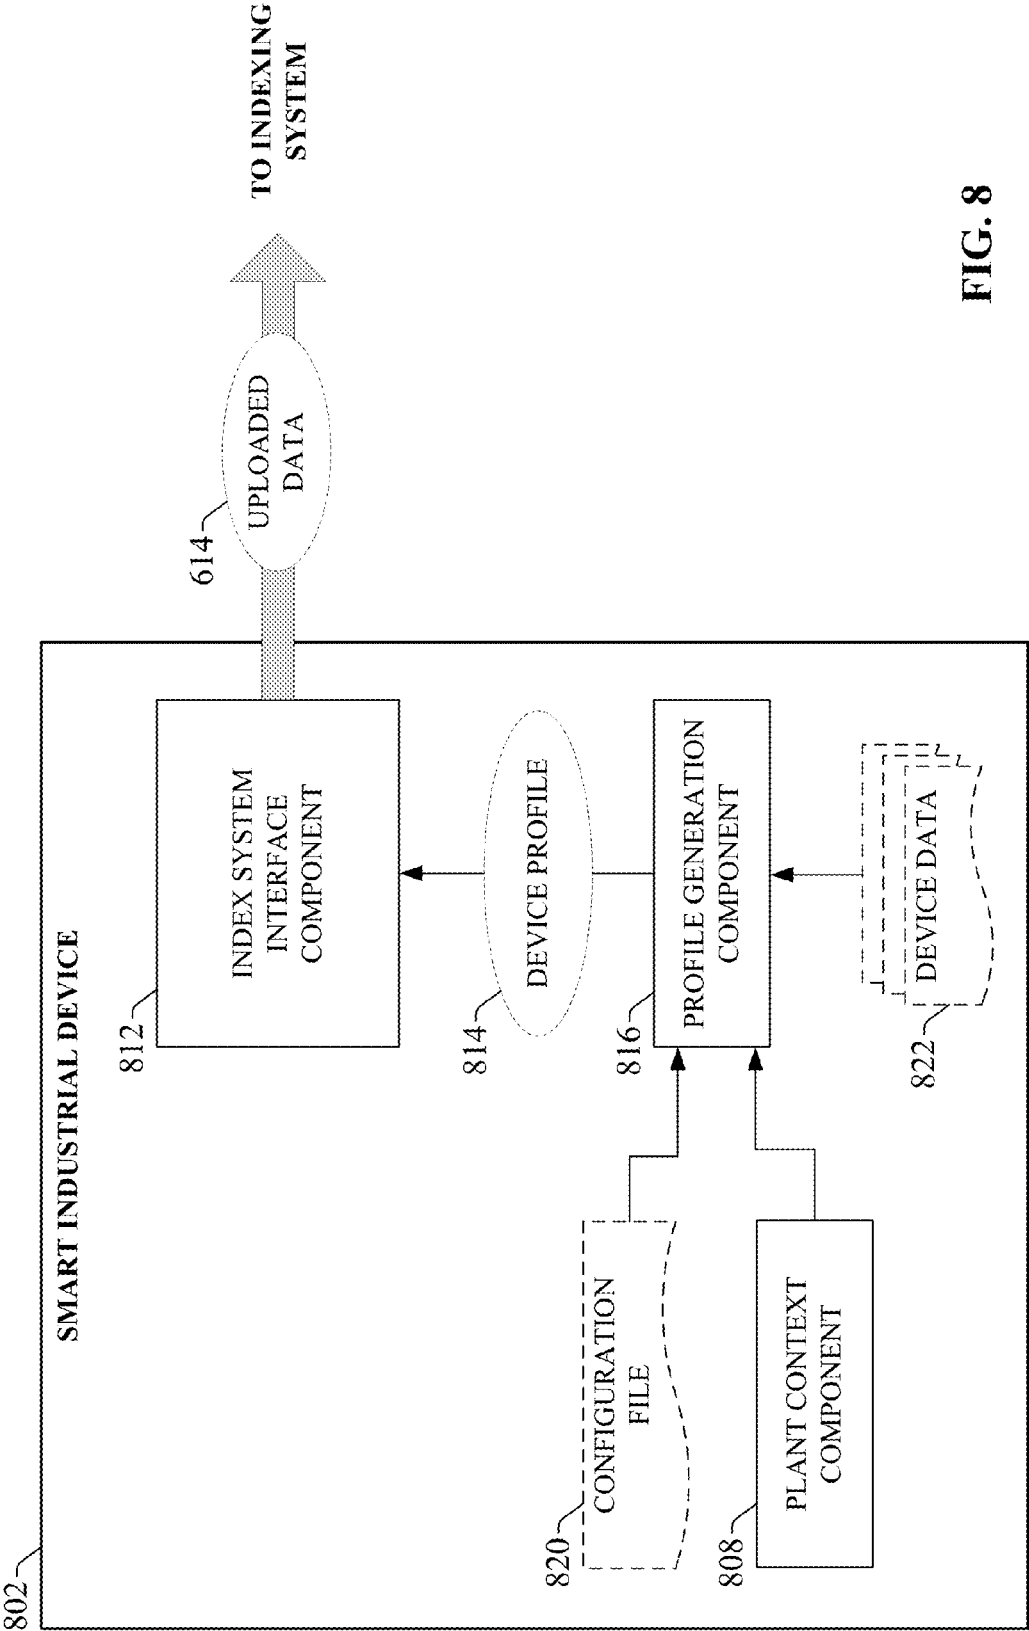 802
SMART INDUSTRIAL DEVICE
812
INDEX SYSTEM
INTERFACE
COMPONENT
614
UPLOADED
DATA
TO INDEXING
SYSTEM
814
DEVICE PROFILE
820
CONFIGURATION
FILE
816
PROFILE GENERATION
COMPONENT
808
PLANT CONTEXT
COMPONENT
822
DEVICE DATA
FIG. 8